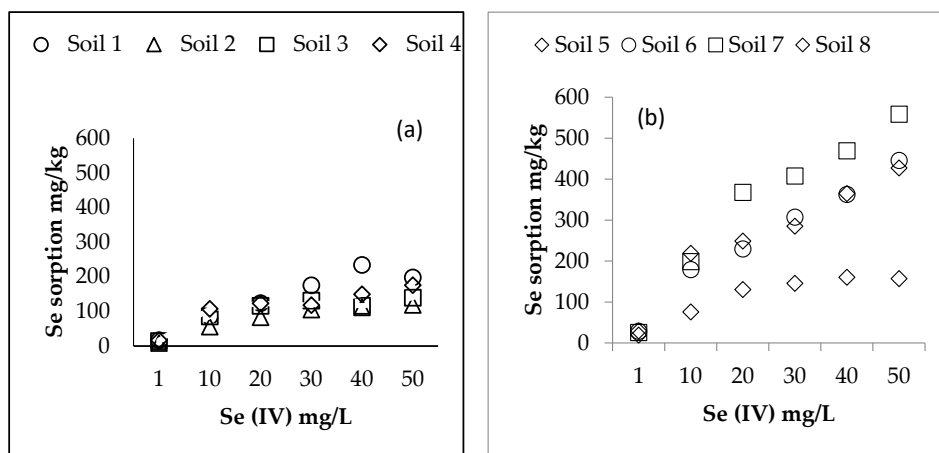 Soil 1 Soil 2 Soil 3 Soil 4
(a)
Se sorption mg/kg
600
500
400
300
200
100
0
1 10 20 30 40 50
Se (IV) mg/L
Soil 5 Soil 6 Soil 7 Soil 8
(b)
Se sorption mg/kg
600
500
400
300
200
100
0
1 10 20 30 40 50
Se (IV) mg/L